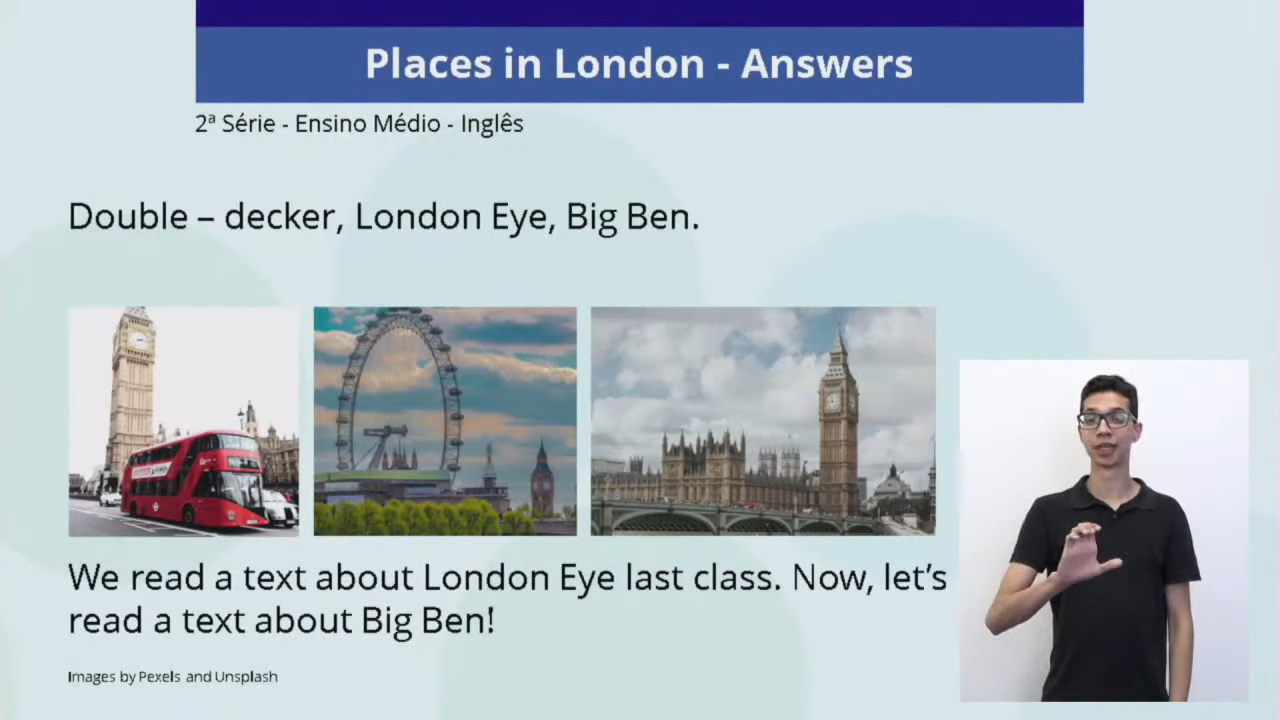 Places in London - Answers
2ª Série - Ensino Médio - Inglês
Double – decker, London Eye, Big Ben.
We read a text about London Eye last class. Now, let’s
read a text about Big Ben!
Images by Pexels and Unsplash